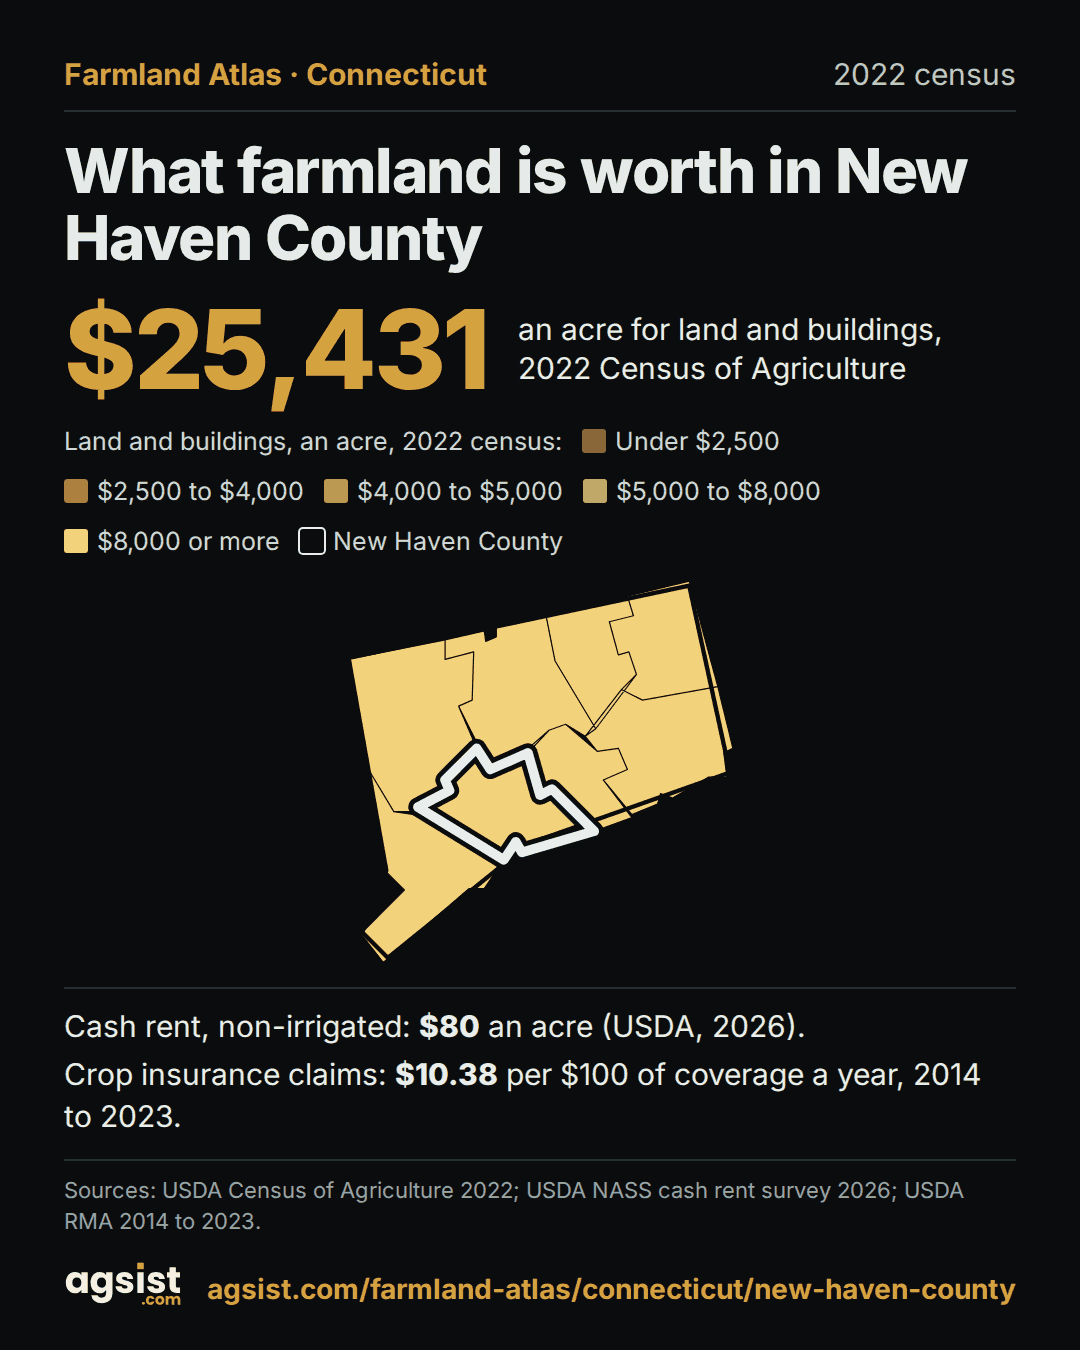 Farmland Atlas · Connecticut
2022 census
What farmland is worth in New
Haven County
$25,431
an acre for land and buildings,
2022 Census of Agriculture
Land and buildings, an acre, 2022 census: Under $2,500
$2,500 to $4,000 $4,000 to $5,000 $5,000 to $8,000
$8,000 or more New Haven County
Cash rent, non-irrigated: $80 an acre (USDA, 2026).
Crop insurance claims: $10.38 per $100 of coverage a year, 2014
to 2023.
Sources: USDA Census of Agriculture 2022; USDA NASS cash rent survey 2026; USDA
RMA 2014 to 2023.
agsist
.com
agsist.com/farmland-atlas/connecticut/new-haven-county